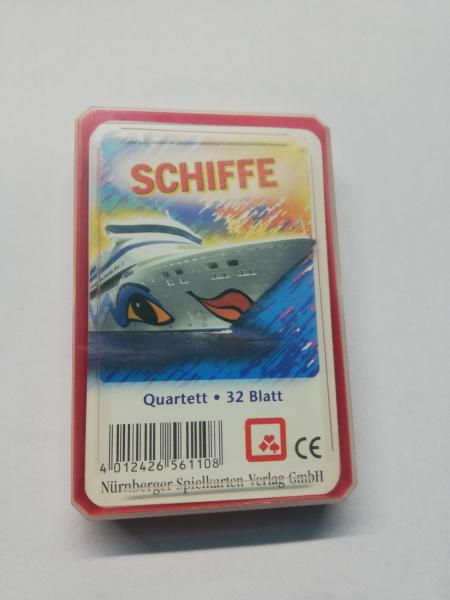 SCHIFFE
Quartett • 32 Blatt
4 012426 561108
CE
Nürnberger Spielkarten Verlag GmbH